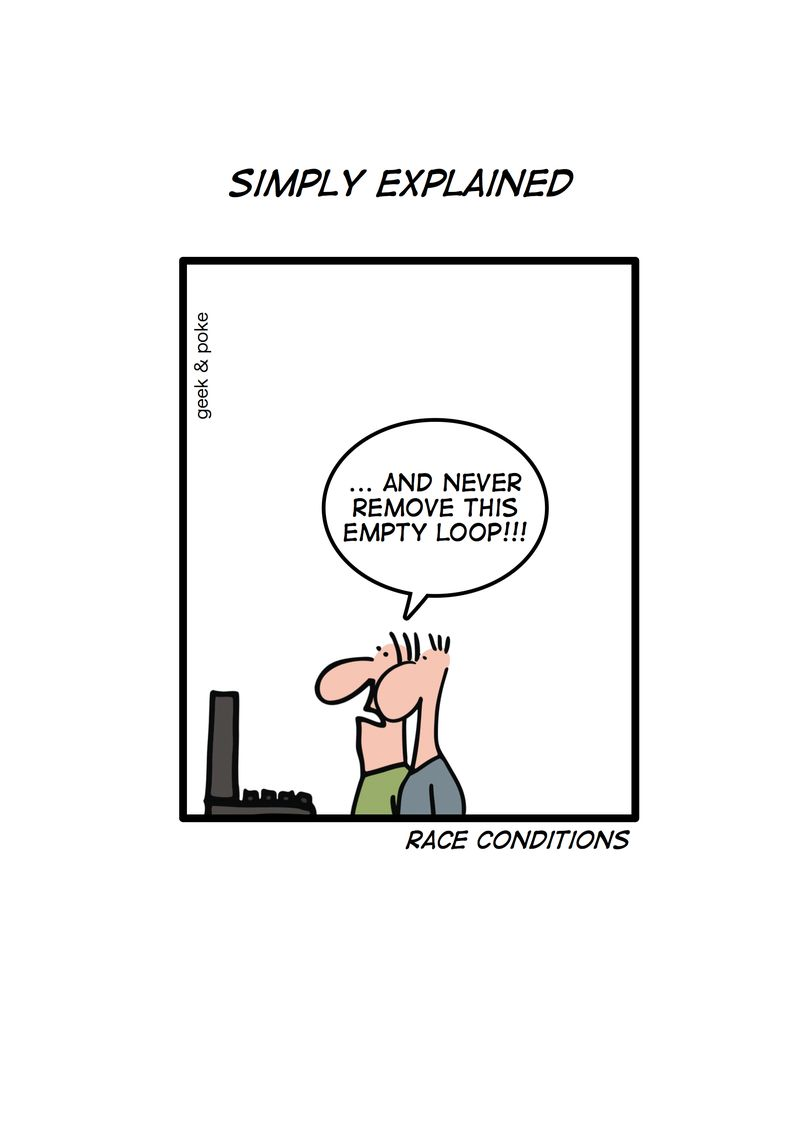 SIMPLY EXPLAINED
geek & poke
... AND NEVER
REMOVE THIS
EMPTY LOOP!!!
RACE CONDITIONS